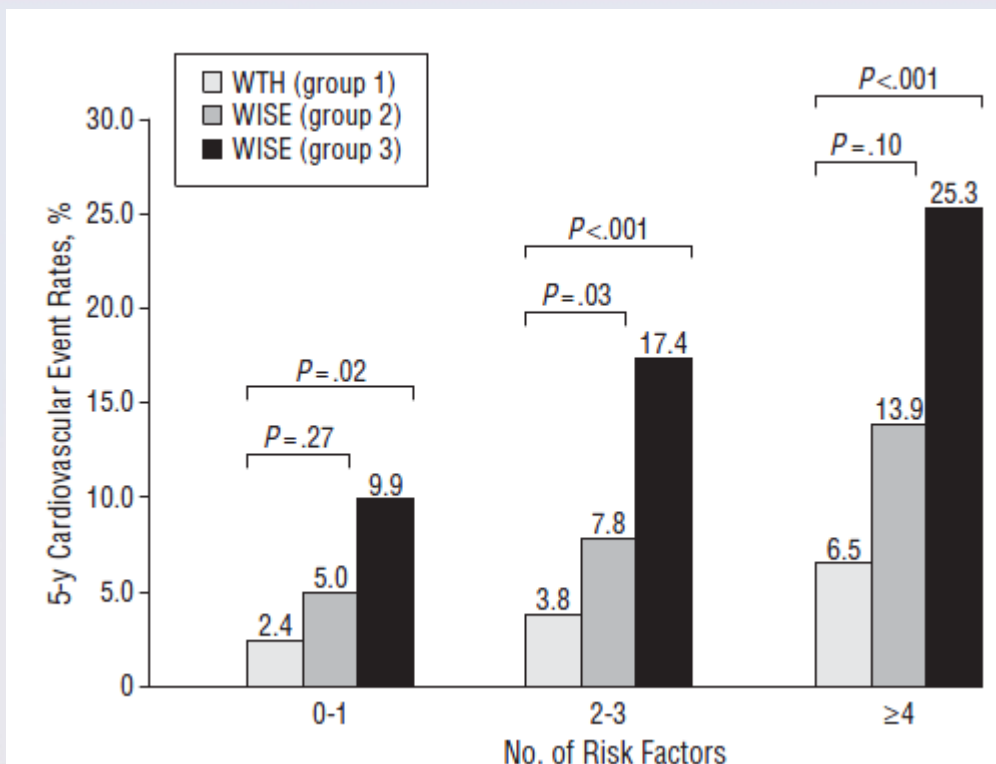 WTH (group 1)
WISE (group 2)
WISE (group 3)
5-y Cardiovascular Event Rates, %
30.0
25.0
20.0
15.0
10.0
5.0
0
P=.02
P=.27
2.4
5.0
9.9
P<.001
P=.03
3.8
7.8
17.4
P<.001
P=.10
6.5
13.9
25.3
0-1
2-3
≥4
No. of Risk Factors